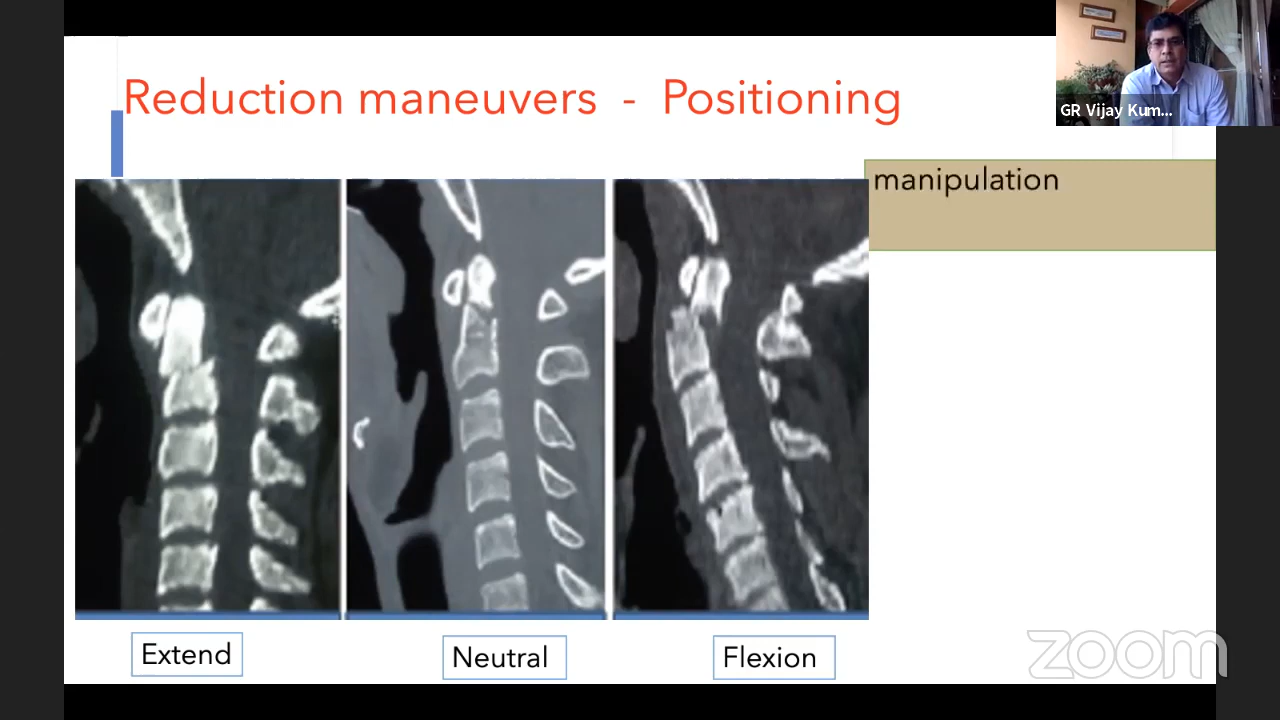 Reduction maneuvers - Positioning
GR Vijay Kum...
manipulation
Extend
Neutral
Flexion
zoom